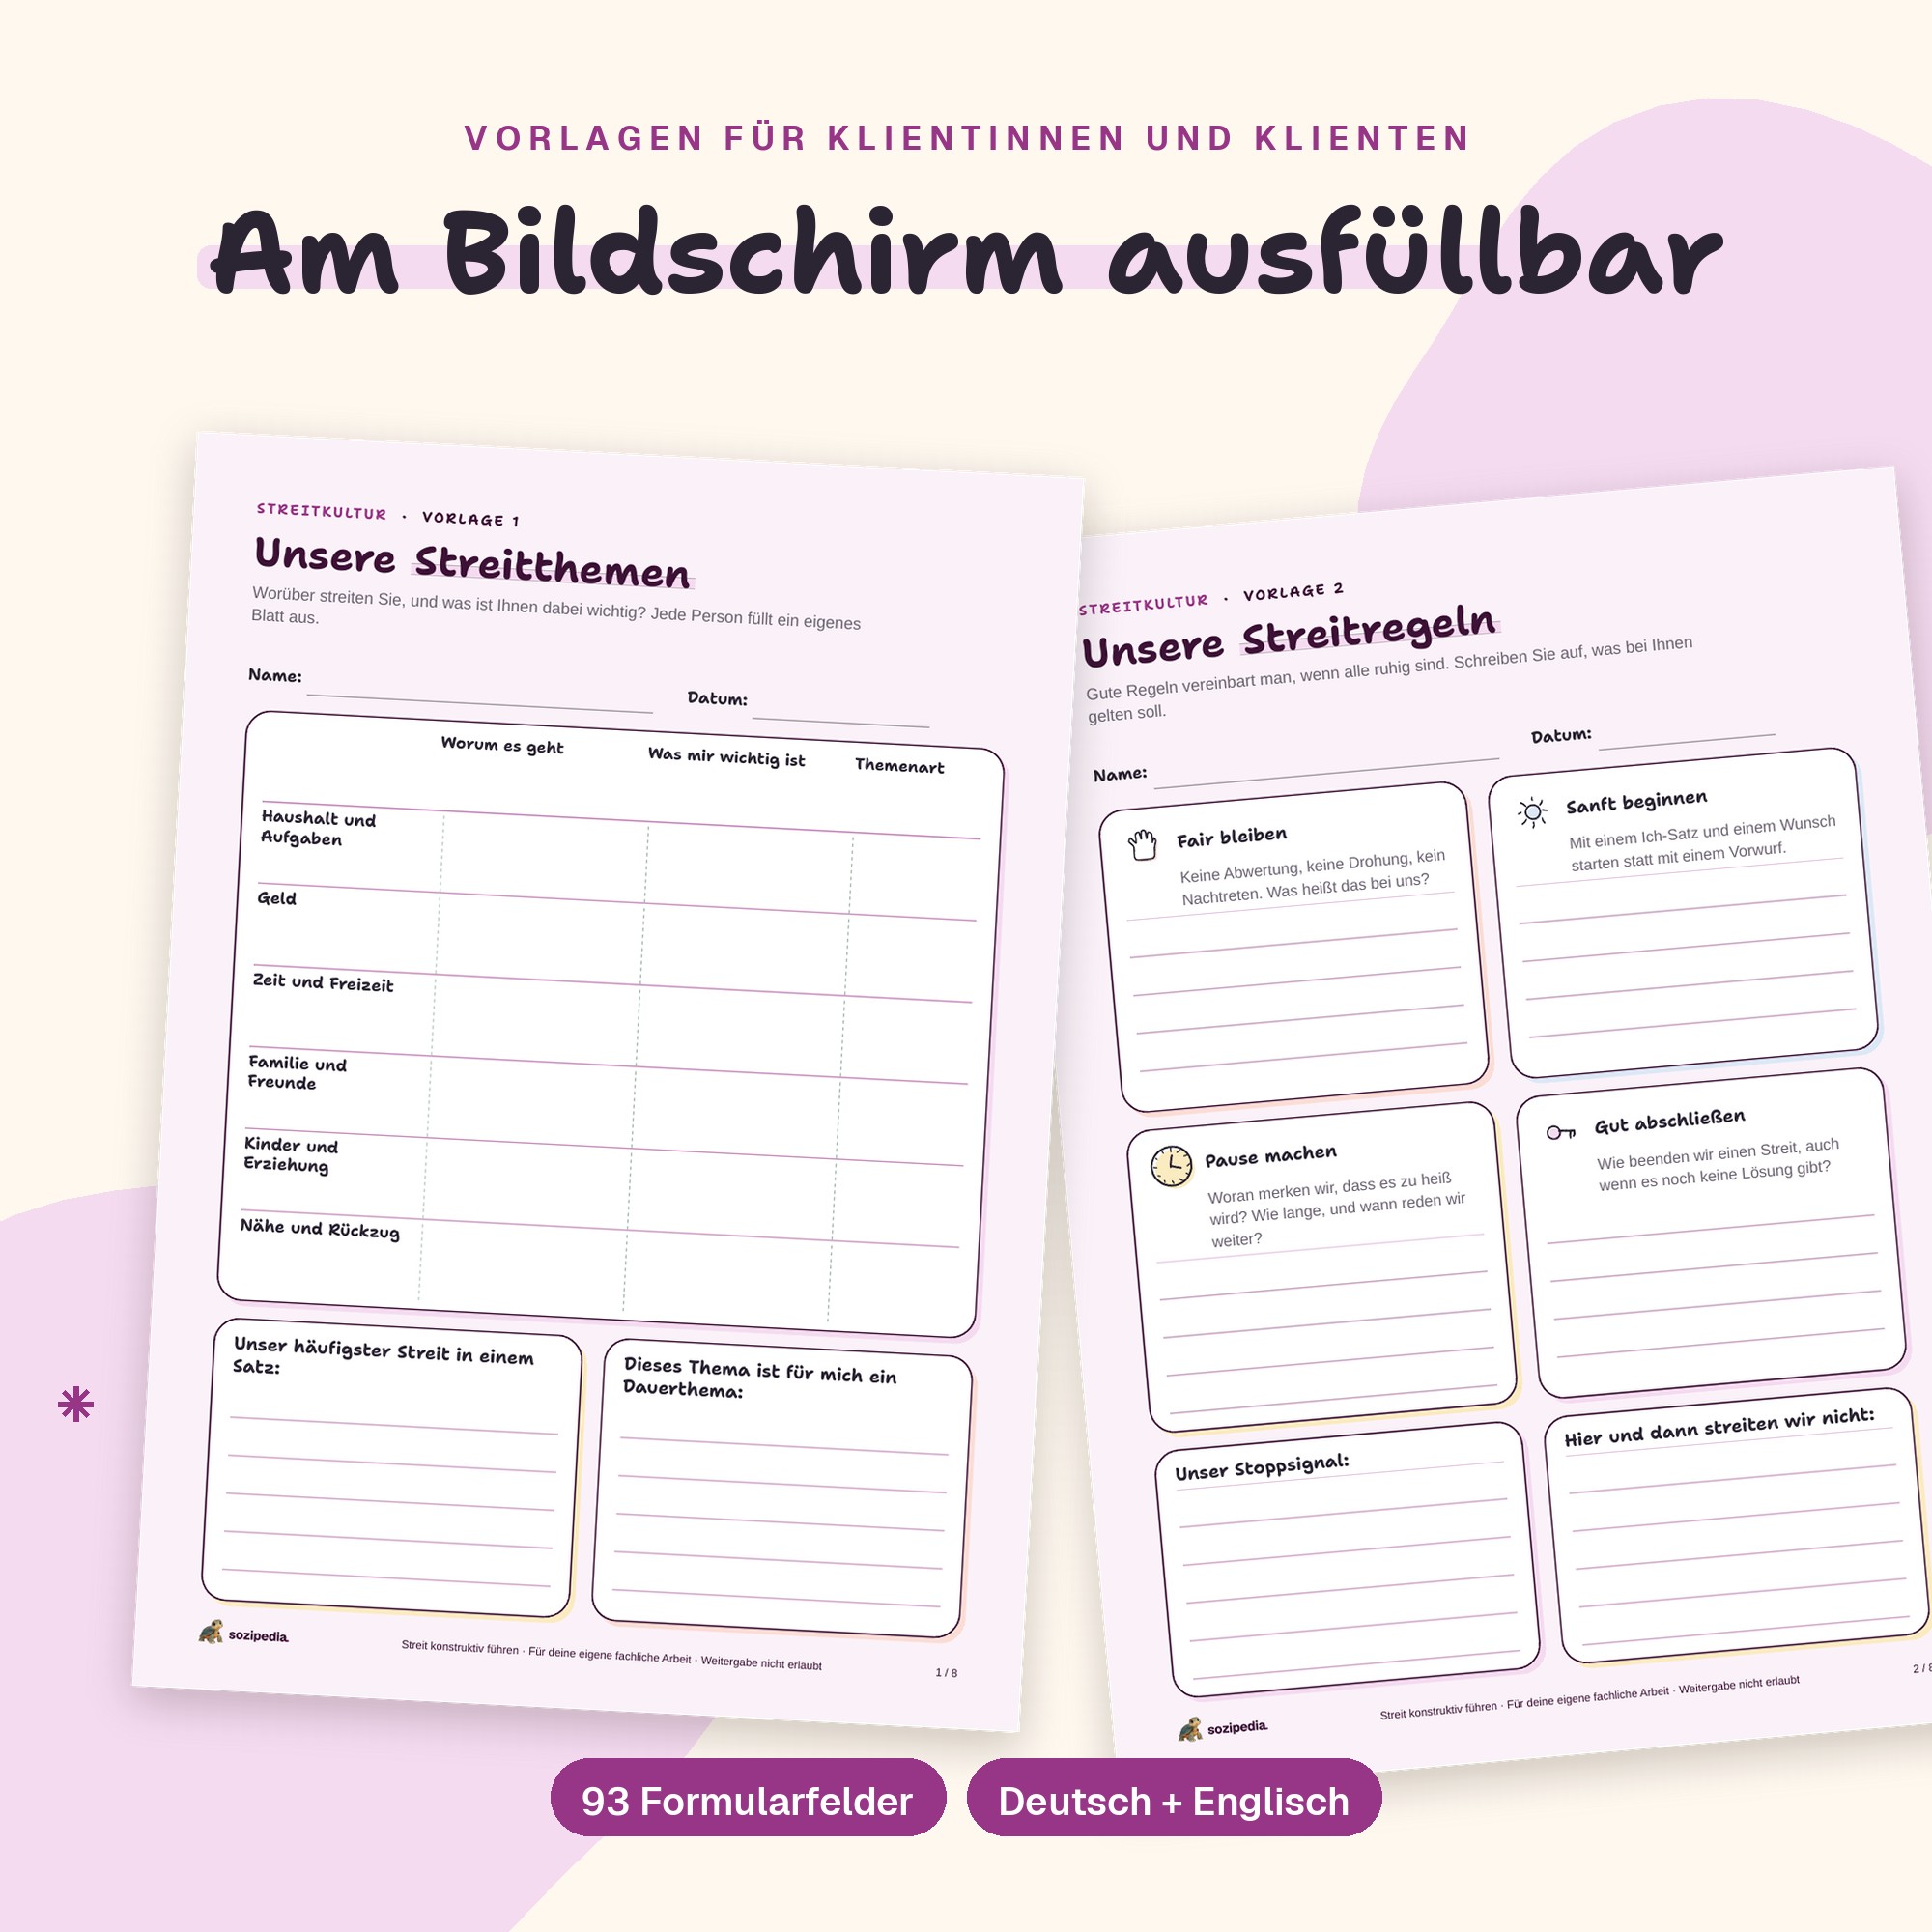 VORLAGEN FÜR KLIENTINNEN UND KLIENTEN
Am Bildschirm ausfüllbar
STREITKULTUR · VORLAGE 1
Unsere Streitthemen
Worüber streiten Sie, und was ist Ihnen dabei wichtig? Jede Person füllt ein eigenes
Blatt aus.
Name:
Datum:
Worum es geht
Was mir wichtig ist
Themenart
Haushalt und
Aufgaben
Geld
Zeit und Freizeit
Familie und
Freunde
Kinder und
Erziehung
Nähe und Rückzug
Unser häufigster Streit in einem
Satz:
Dieses Thema ist für mich ein
Dauerthema:
sozipedia.
Streit konstruktiv führen · Für deine eigene fachliche Arbeit · Weitergabe nicht erlaubt
1 / 8
STREITKULTUR · VORLAGE 2
Unsere Streitregeln
Gute Regeln vereinbart man, wenn alle ruhig sind. Schreiben Sie auf, was bei Ihnen
gelten soll.
Name:
Datum:
Fair bleiben
Keine Abwertung, keine Drohung, kein
Nachtreten. Was heißt das bei uns?
Sanft beginnen
Mit einem Ich-Satz und einem Wunsch
starten statt mit einem Vorwurf.
Pause machen
Woran merken wir, dass es zu heiß
wird? Wie lange, und wann reden wir
weiter?
Gut abschließen
Wie beenden wir einen Streit, auch
wenn es noch keine Lösung gibt?
Unser Stoppsignal:
Hier und dann streiten wir nicht:
sozipedia.
Streit konstruktiv führen · Für deine eigene fachliche Arbeit · Weitergabe nicht erlaubt
2 / 8
93 Formularfelder
Deutsch + Englisch